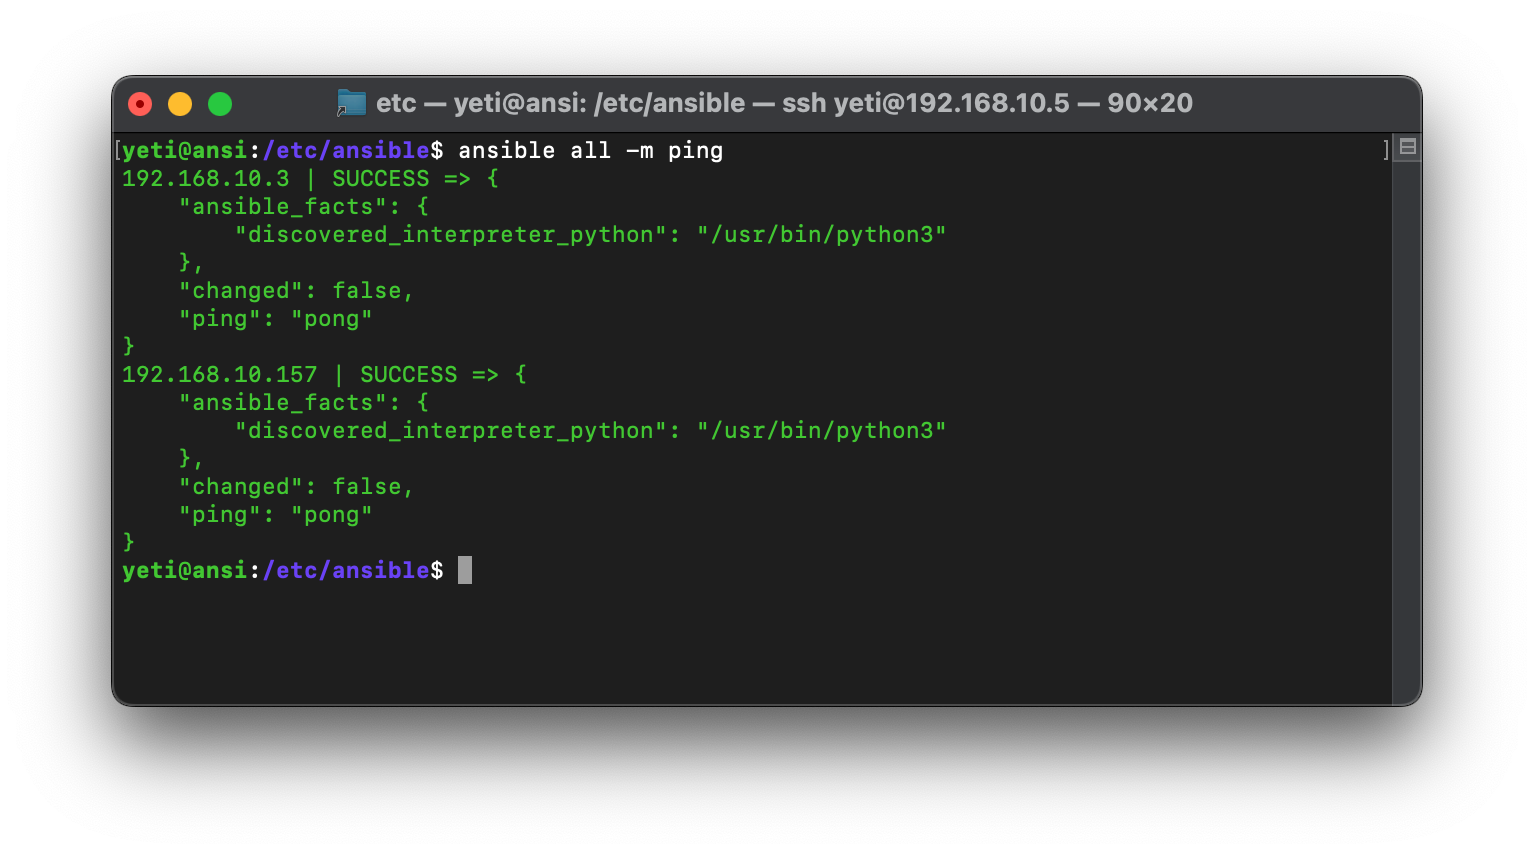 etc — yeti@ansi: /etc/ansible — ssh yeti@192.168.10.5 — 90×20
[yeti@ansi:/etc/ansible$ ansible all -m ping ]
192.168.10.3 | SUCCESS => {
    "ansible_facts": {
        "discovered_interpreter_python": "/usr/bin/python3"
    },
    "changed": false,
    "ping": "pong"
}
192.168.10.157 | SUCCESS => {
    "ansible_facts": {
        "discovered_interpreter_python": "/usr/bin/python3"
    },
    "changed": false,
    "ping": "pong"
}
yeti@ansi:/etc/ansible$